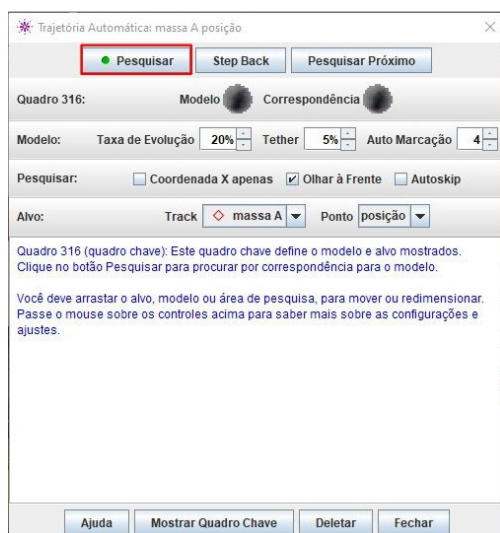 Trajetória Automática: massa A posição
Pesquisar Step Back Pesquisar Próximo
Quadro 316: Modelo Correspondência
Modelo: Taxa de Evolução 20% Tether 5% Auto Marcação 4
Pesquisar: Coordenada X apenas Olhar à Frente Autoskip
Alvo: Track massa A Ponto posição
Quadro 316 (quadro chave): Este quadro chave define o modelo e alvo mostrados.
Clique no botão Pesquisar para procurar por correspondência para o modelo.
Você deve arrastar o alvo, modelo ou área de pesquisa, para mover ou redimensionar.
Passe o mouse sobre os controles acima para saber mais sobre as configurações e
ajustes.
Ajuda Mostrar Quadro Chave Deletar Fechar